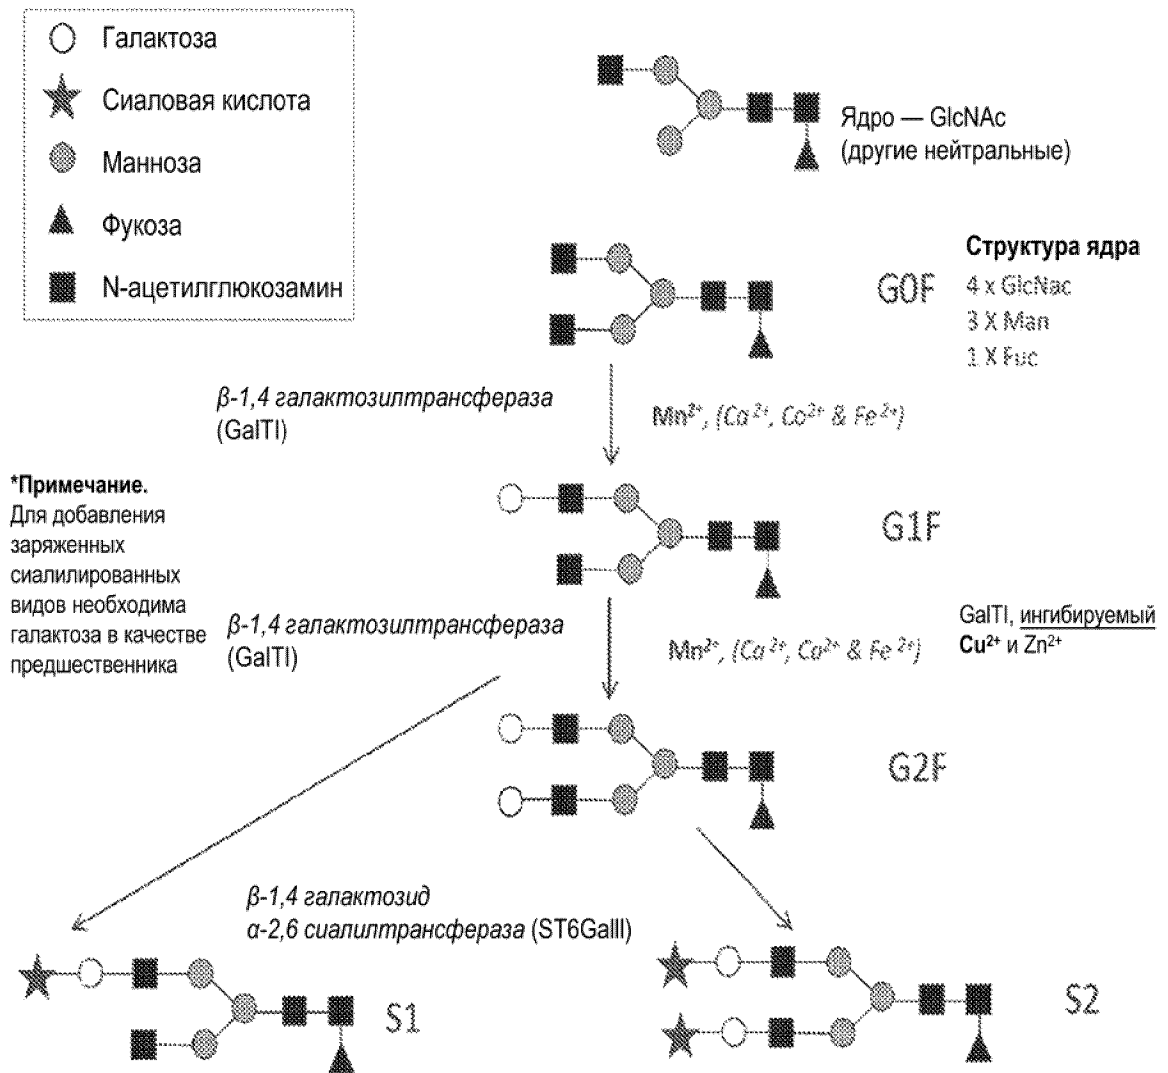 Галактоза
Сиаловая кислота
Манноза
Фукоза
N-ацетилглюкозамин
Ядро — GlcNAc
(другие нейтральные)
Структура ядра
G0F
4 x GlcNac
3 X Man
1 X Fuc
β-1,4 галактозилтрансфераза
(GalTI)
Mn²⁺, (Ca²⁺, Co²⁺ & Fe²⁺)
*Примечание.
Для добавления
заряженных
сиалилированных
видов необходима
галактоза в качестве
предшественника
G1F
β-1,4 галактозилтрансфераза
(GalTI)
Mn²⁺, (Ca²⁺, Co²⁺ & Fe²⁺)
GalTI, ингибируемый
Cu²⁺ и Zn²⁺
G2F
β-1,4 галактозид
α-2,6 сиалилтрансфераза (ST6GalII)
S1
S2